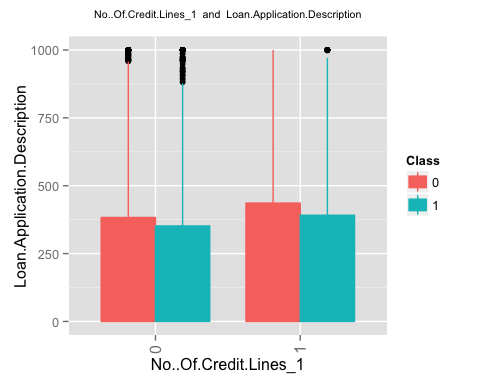 No..Of.Credit.Lines_1 and Loan.Application.Description
Loan.Application.Description
1000
750
500
250
0
0
1
No..Of.Credit.Lines_1
Class
0
1